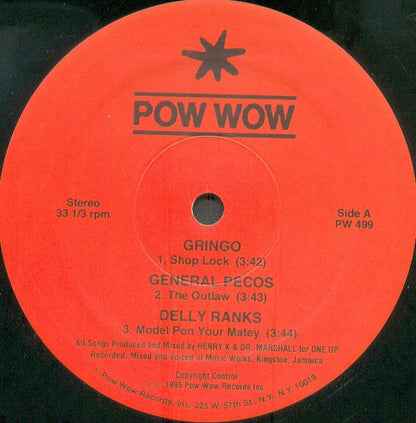 POW WOW
Stereo
33 1/3 rpm
Side A
PW 499
GRINGO
1. Shop Lock (3:42)
GENERAL PECOS
2. The Outlaw (3:43)
DELLY RANKS
3. Model Pon Your Matey (3:44)
All Songs Produced and Mixed by HENRY K & DR. MARSHALL for ONE UP
Recorded, Mixed and Voiced at Music Works, Kingston, Jamaica
Copyright Control
1995 Pow Wow Records Inc.
Pow Wow Records, Inc. 225 W. 57th St., N.Y., N.Y. 10019